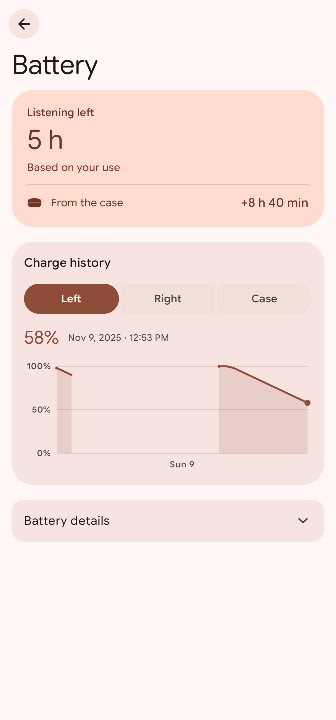 Battery
Listening left
5 h
Based on your use
From the case
+8 h 40 min
Charge history
Left
Right
Case
58%
Nov 9, 2025 · 12:53 PM
100%
50%
0%
Sun 9
Battery details